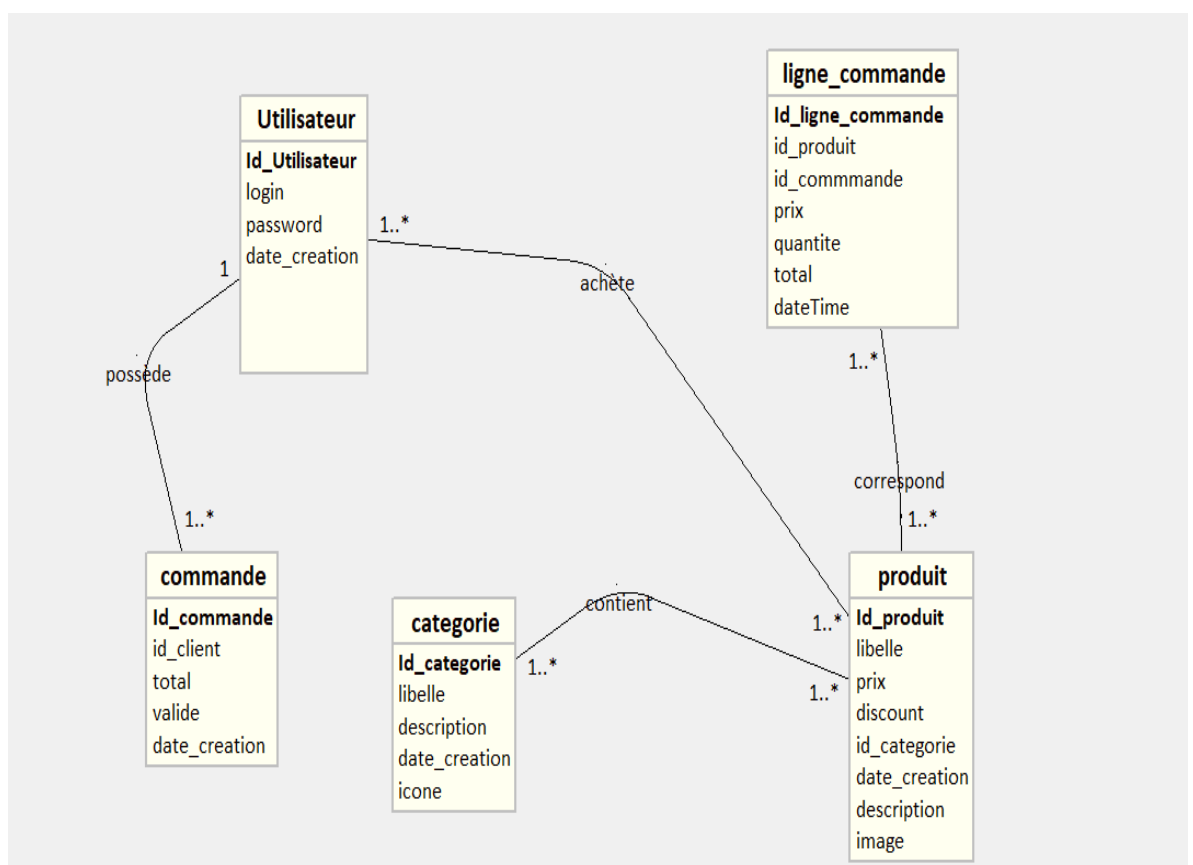 ligne_commande
Id_ligne_commande
id_produit
id_commmande
prix
quantite
total
dateTime
Utilisateur
Id_Utilisateur
login
password
date_creation
1..*
1
achète
possède
1..*
correspond
1..*
1..*
commande
Id_commande
id_client
total
valide
date_creation
categorie
Id_categorie
libelle
description
date_creation
icone
contient
1..*
1..*
1..*
produit
Id_produit
libelle
prix
discount
id_categorie
date_creation
description
image